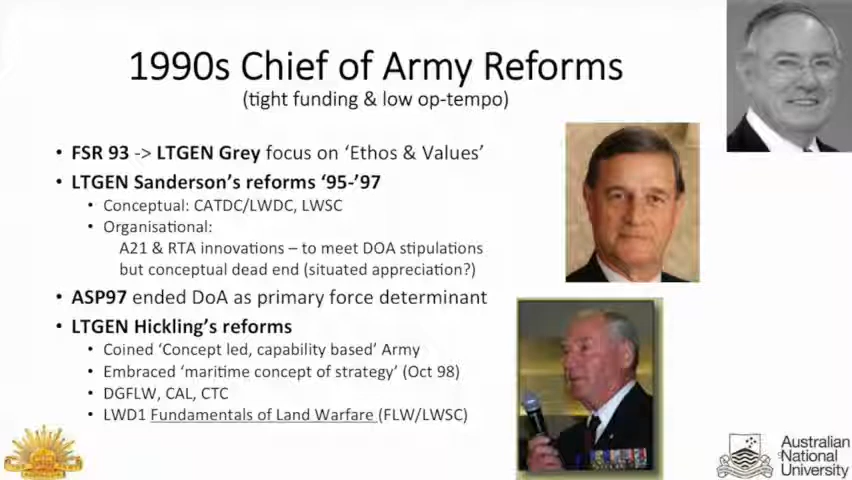 1990s Chief of Army Reforms
(tight funding & low op-tempo)
• FSR 93 -> LTGEN Grey focus on ‘Ethos & Values’
• LTGEN Sanderson’s reforms ‘95-’97
• Conceptual: CATDC/LWDC, LWSC
• Organisational:
A21 & RTA innovations – to meet DOA stipulations
but conceptual dead end (situated appreciation?)
• ASP97 ended DoA as primary force determinant
• LTGEN Hickling’s reforms
• Coined ‘Concept led, capability based’ Army
• Embraced ‘maritime concept of strategy’ (Oct 98)
• DGFLW, CAL, CTC
• LWD1 Fundamentals of Land Warfare (FLW/LWSC)
Australian
National
University